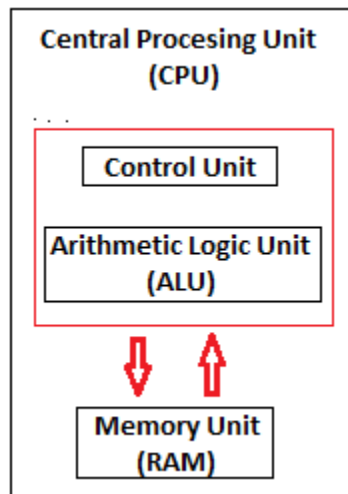 Central Procesing Unit
(CPU)
. . .
Control Unit
Arithmetic Logic Unit
(ALU)
Memory Unit
(RAM)